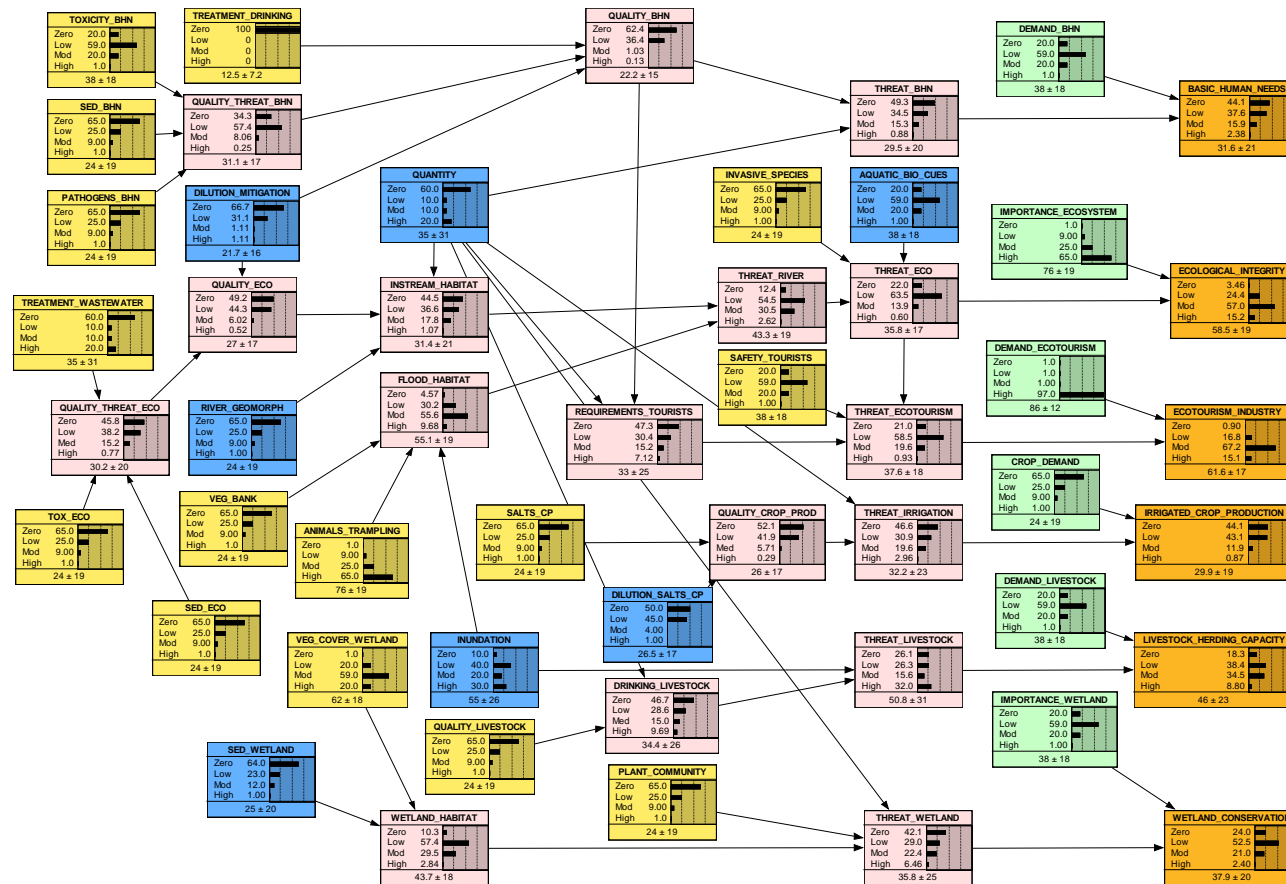 TOXICITY_BHN
Zero 20.0
Low 59.0
Mod 20.0
High 1.0
38 ± 18
TREATMENT_DRINKING
Zero 100
Low 0
Mod 0
High 0
12.5 ± 7.2
QUALITY_BHN
Zero 62.4
Low 36.4
Mod 1.03
High 0.13
22.2 ± 15
DEMAND_BHN
Zero 20.0
Low 59.0
Mod 20.0
High 1.0
38 ± 18
SED_BHN
Zero 65.0
Low 25.0
Mod 9.00
High 1.0
24 ± 19
QUALITY_THREAT_BHN
Zero 34.3
Low 57.4
Mod 8.06
High 0.25
31.1 ± 17
THREAT_BHN
Zero 49.3
Low 34.5
Mod 15.3
High 0.88
29.5 ± 20
BASIC_HUMAN_NEEDS
Zero 44.1
Low 37.6
Mod 15.9
High 2.38
31.6 ± 21
PATHOGENS_BHN
Zero 65.0
Low 25.0
Mod 9.00
High 1.0
24 ± 19
DILUTION_MITIGATION
Zero 66.7
Low 31.1
Mod 1.11
High 1.11
21.7 ± 16
QUANTITY
Zero 60.0
Low 10.0
Mod 10.0
High 20.0
35 ± 31
INVASIVE_SPECIES
Zero 65.0
Low 25.0
Mod 9.00
High 1.00
24 ± 19
AQUATIC_BIO_CUES
Zero 20.0
Low 59.0
Mod 20.0
High 1.00
38 ± 18
IMPORTANCE_ECOSYSTEM
Zero 1.0
Low 9.00
Mod 25.0
High 65.0
76 ± 19
QUALITY_ECO
Zero 49.2
Low 44.3
Mod 6.02
High 0.52
27 ± 17
INSTREAM_HABITAT
Zero 44.5
Low 36.6
Mod 17.8
High 1.07
31.4 ± 21
THREAT_RIVER
Zero 12.4
Low 54.5
Mod 30.5
High 2.62
43.3 ± 19
THREAT_ECO
Zero 22.0
Low 63.5
Mod 13.9
High 0.60
35.8 ± 17
ECOLOGICAL_INTEGRITY
Zero 3.46
Low 24.4
Mod 57.0
High 15.2
58.5 ± 19
TREATMENT_WASTEWATER
Zero 60.0
Low 10.0
Mod 10.0
High 20.0
35 ± 31
DEMAND_ECOTOURISM
Zero 1.0
Low 1.0
Mod 1.00
High 97.0
86 ± 12
SAFETY_TOURISTS
Zero 20.0
Low 59.0
Mod 20.0
High 1.00
38 ± 18
FLOOD_HABITAT
Zero 4.57
Low 30.2
Mod 55.6
High 9.68
55.1 ± 19
QUALITY_THREAT_ECO
Zero 45.8
Low 38.2
Med 15.2
High 0.77
30.2 ± 20
RIVER_GEOMORPH
Zero 65.0
Low 25.0
Mod 9.00
High 1.00
24 ± 19
REQUIREMENTS_TOURISTS
Zero 47.3
Low 30.4
Mod 15.2
High 7.12
33 ± 25
THREAT_ECOTOURISM
Zero 21.0
Low 58.5
Mod 19.6
High 0.93
37.6 ± 18
ECOTOURISM_INDUSTRY
Zero 0.90
Low 16.8
Mod 67.2
High 15.1
61.6 ± 17
CROP_DEMAND
Zero 65.0
Low 25.0
Mod 9.00
High 1.00
24 ± 19
VEG_BANK
Zero 65.0
Low 25.0
Mod 9.00
High 1.0
24 ± 19
TOX_ECO
Zero 65.0
Low 25.0
Mod 9.00
High 1.0
24 ± 19
ANIMALS_TRAMPLING
Zero 1.0
Low 9.00
Mod 25.0
High 65.0
76 ± 19
SALTS_CP
Zero 65.0
Low 25.0
Mod 9.00
High 1.00
24 ± 19
QUALITY_CROP_PROD
Zero 52.1
Low 41.9
Mod 5.71
High 0.29
26 ± 17
THREAT_IRRIGATION
Zero 46.6
Low 30.9
Mod 19.6
High 2.96
32.2 ± 23
IRRIGATED_CROP_PRODUCTION
Zero 44.1
Low 43.1
Mod 11.9
High 0.87
29.9 ± 19
SED_ECO
Zero 65.0
Low 25.0
Mod 9.00
High 1.0
24 ± 19
DILUTION_SALTS_CP
Zero 50.0
Low 45.0
Mod 4.00
High 1.00
26.5 ± 17
DEMAND_LIVESTOCK
Zero 20.0
Low 59.0
Mod 20.0
High 1.0
38 ± 18
VEG_COVER_WETLAND
Zero 1.0
Low 20.0
Mod 59.0
High 20.0
62 ± 18
INUNDATION
Zero 10.0
Low 40.0
Mod 20.0
High 30.0
55 ± 26
THREAT_LIVESTOCK
Zero 26.1
Low 26.3
Mod 15.6
High 32.0
50.8 ± 31
LIVESTOCK_HERDING_CAPACITY
Zero 18.3
Low 38.4
Mod 34.5
High 8.80
46 ± 23
DRINKING_LIVESTOCK
Zero 46.7
Low 28.6
Med 15.0
High 9.69
34.4 ± 26
QUALITY_LIVESTOCK
Zero 65.0
Low 25.0
Mod 9.00
High 1.0
24 ± 19
IMPORTANCE_WETLAND
Zero 20.0
Low 59.0
Mod 20.0
High 1.00
38 ± 18
SED_WETLAND
Zero 64.0
Low 23.0
Mod 12.0
High 1.00
25 ± 20
PLANT_COMMUNITY
Zero 65.0
Low 25.0
Mod 9.00
High 1.0
24 ± 19
WETLAND_HABITAT
Zero 10.3
Low 57.4
Mod 29.5
High 2.84
43.7 ± 18
THREAT_WETLAND
Zero 42.1
Low 29.0
Mod 22.4
High 6.46
35.8 ± 25
WETLAND_CONSERVATION
Zero 24.0
Low 52.5
Mod 21.0
High 2.40
37.9 ± 20